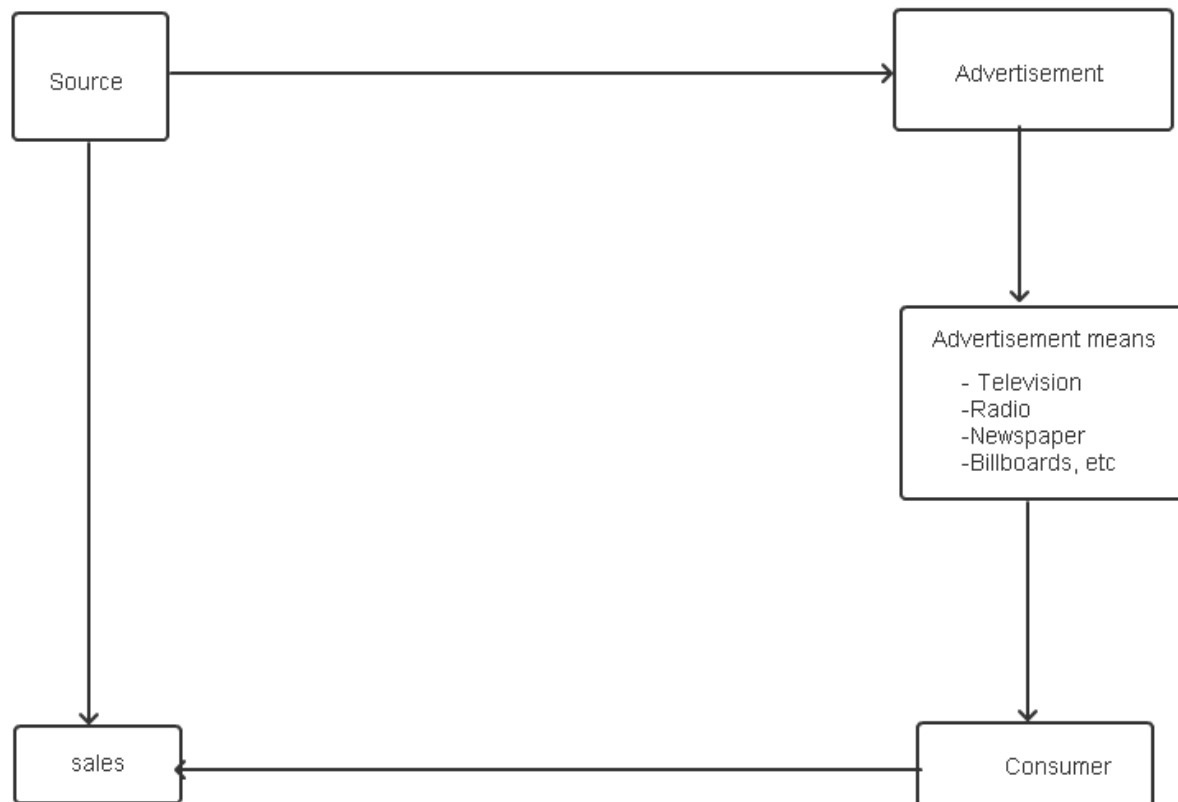 Source
Advertisement
Advertisement means
- Television
-Radio
-Newspaper
-Billboards, etc
sales
Consumer